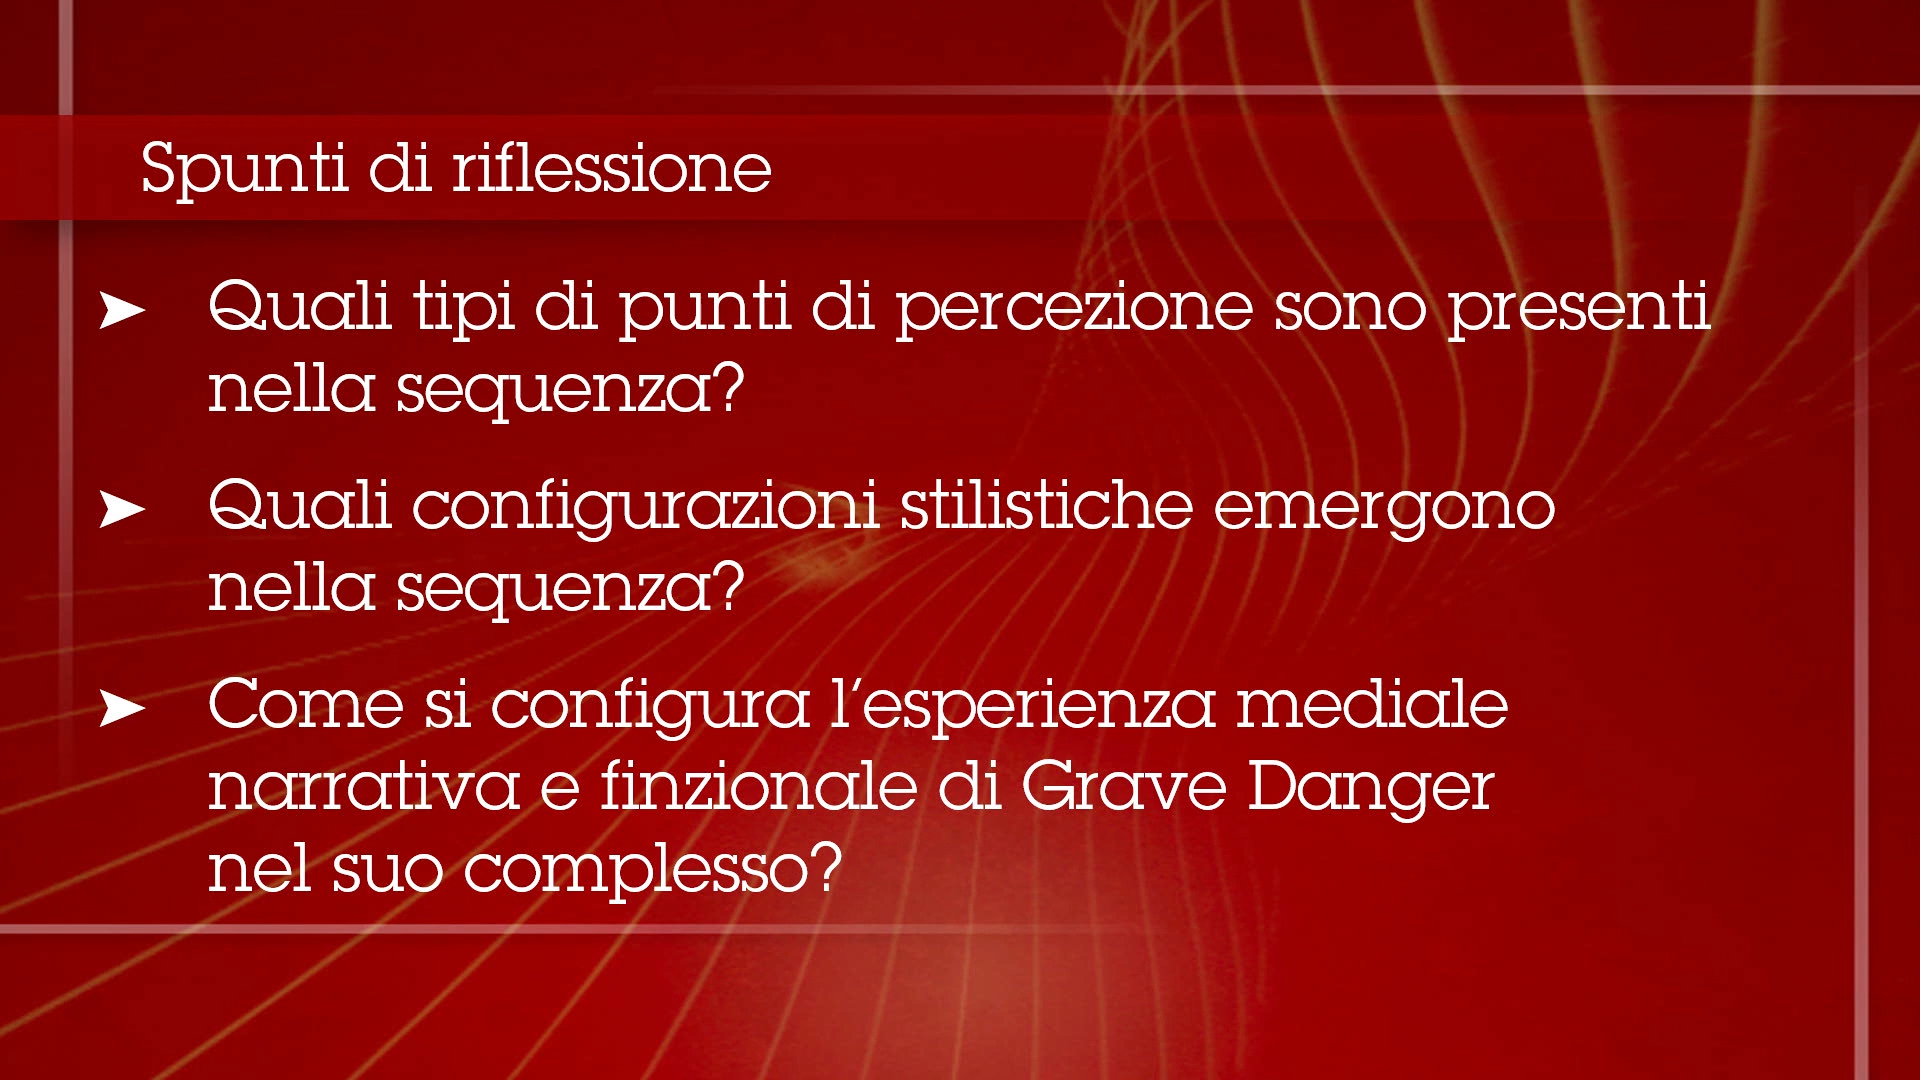 Spunti di riflessione
➤ Quali tipi di punti di percezione sono presenti
nella sequenza?
➤ Quali configurazioni stilistiche emergono
nella sequenza?
➤ Come si configura l’esperienza mediale
narrativa e finzionale di Grave Danger
nel suo complesso?